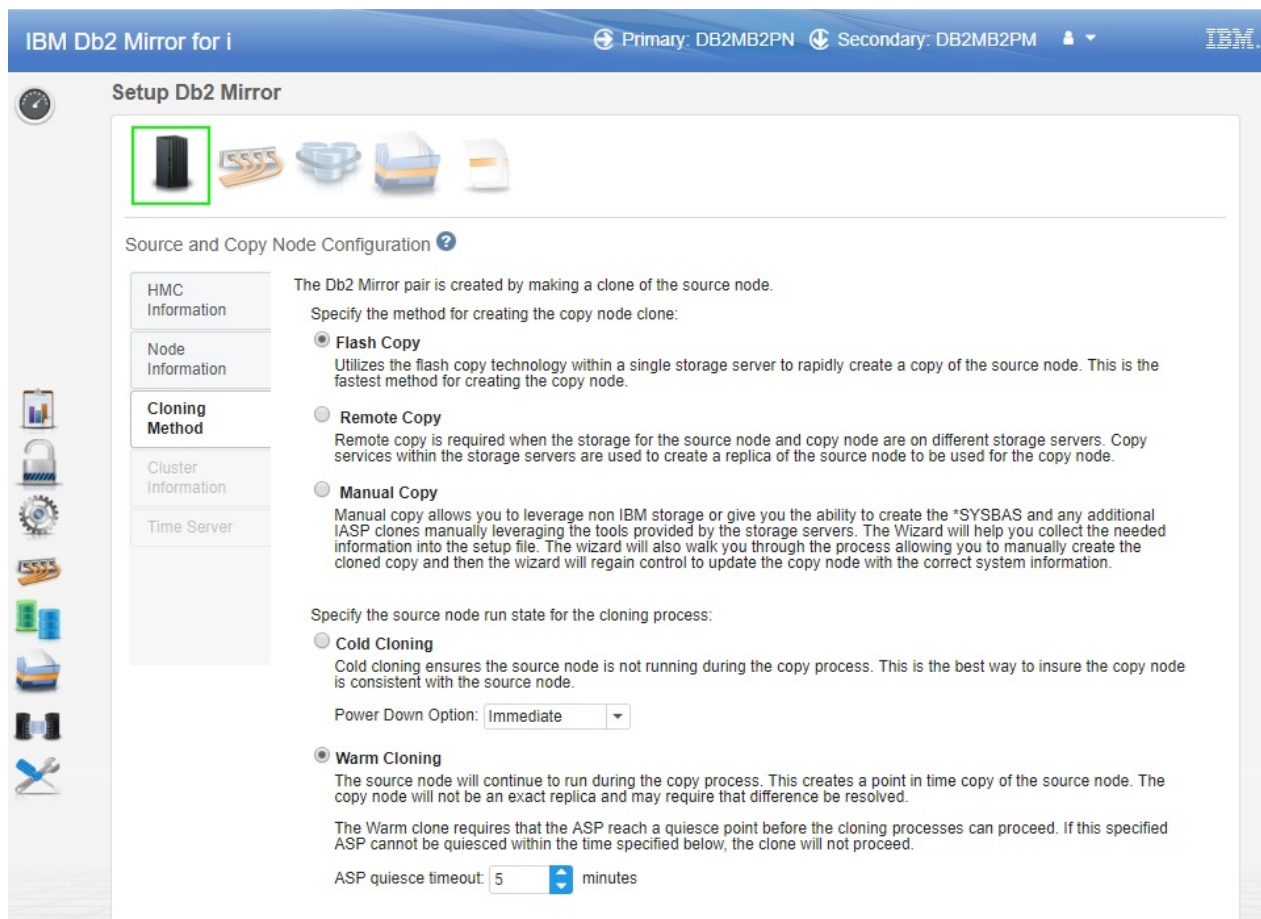 IBM Db2 Mirror for i
Primary: DB2MB2PN Secondary: DB2MB2PM
IBM.
Setup Db2 Mirror
Source and Copy Node Configuration ?
HMC
Information
Node
Information
Cloning
Method
Cluster
Information
Time Server
The Db2 Mirror pair is created by making a clone of the source node.
Specify the method for creating the copy node clone:
Flash Copy
Utilizes the flash copy technology within a single storage server to rapidly create a copy of the source node. This is the
fastest method for creating the copy node.
Remote Copy
Remote copy is required when the storage for the source node and copy node are on different storage servers. Copy
services within the storage servers are used to create a replica of the source node to be used for the copy node.
Manual Copy
Manual copy allows you to leverage non IBM storage or give you the ability to create the *SYSBAS and any additional
IASP clones manually leveraging the tools provided by the storage servers. The Wizard will help you collect the needed
information into the setup file. The wizard will also walk you through the process allowing you to manually create the
cloned copy and then the wizard will regain control to update the copy node with the correct system information.
Specify the source node run state for the cloning process:
Cold Cloning
Cold cloning ensures the source node is not running during the copy process. This is the best way to insure the copy node
is consistent with the source node.
Power Down Option: Immediate
Warm Cloning
The source node will continue to run during the copy process. This creates a point in time copy of the source node. The
copy node will not be an exact replica and may require that difference be resolved.
The Warm clone requires that the ASP reach a quiesce point before the cloning processes can proceed. If this specified
ASP cannot be quiesced within the time specified below, the clone will not proceed.
ASP quiesce timeout: 5 minutes